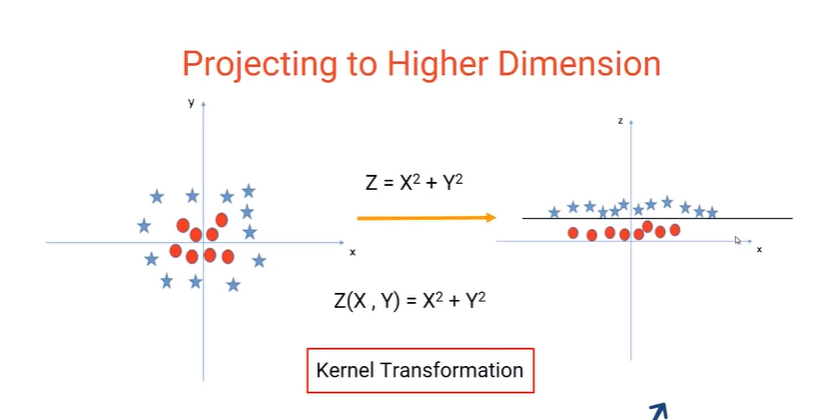 Projecting to Higher Dimension
y
z
Z = X² + Y²
x
x
Z(X , Y) = X² + Y²
Kernel Transformation